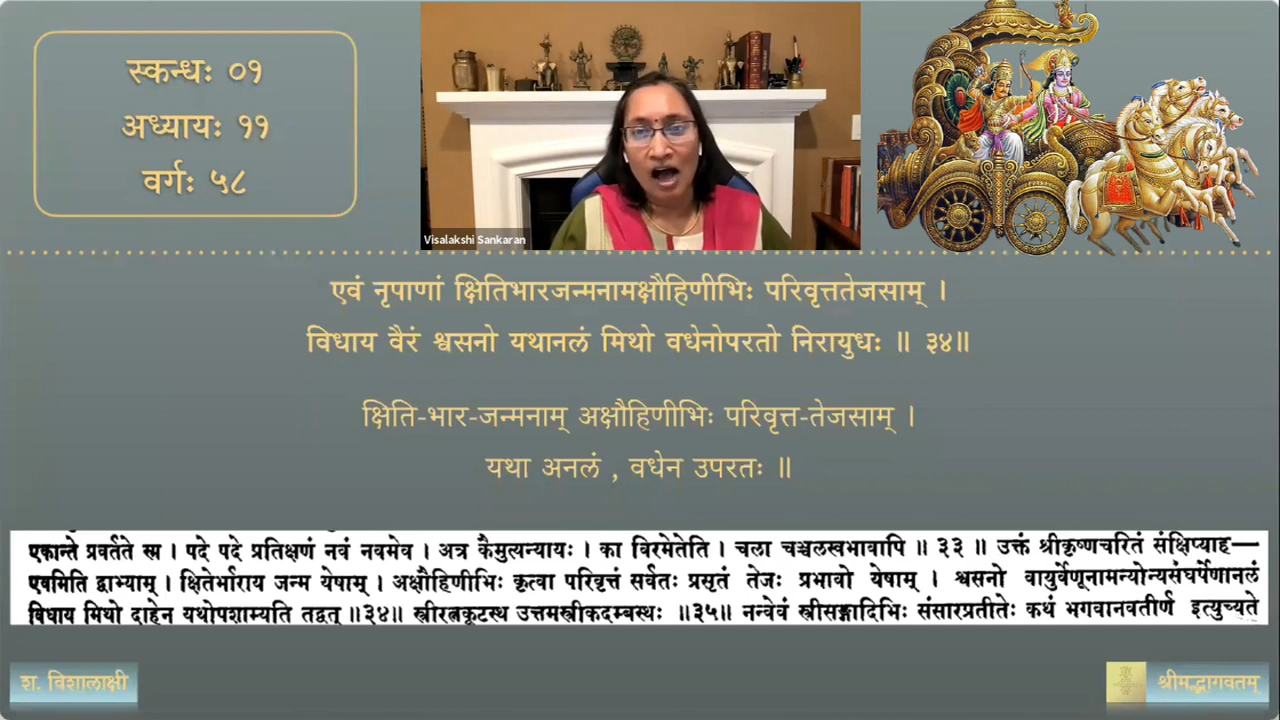 स्कन्धः ०१
अध्यायः ११
वर्गः ५८
Visalakshi Sankaran
एवं नृपाणां क्षितिभारजन्मनामक्षौहिणीभिः परिवृत्ततेजसाम् ।
विधाय वैरं श्वसनो यथानलं मिथो वधेनोपरतो निरायुधः ॥ ३४॥
क्षिति-भार-जन्मनाम् अक्षौहिणीभिः परिवृत्त-तेजसाम् ।
यथा अनलं , वधेन उपरतः ॥
एकान्ते प्रवर्तते स्म । पदे पदे प्रतिक्षणं नवं नवमेव । अत्र कैमुत्यन्यायः । का विरमेतेति । चला चञ्चलस्वभावापि ॥ ३३ ॥ उक्तं श्रीकृष्णचरितं संक्षिप्याह—
एवमिति द्वाभ्याम् । क्षितेर्भाराय जन्म येषाम् । अक्षौहिणीभिः कृत्वा परिवृत्तं सर्वतः प्रसृतं तेजः प्रभावो येषाम् । श्वसनो वायुर्वेणूनामन्योन्यसंघर्षेणानलं
विधाय मिथो दाहेन यथोपशाम्यति तद्वत् ॥३४॥ स्त्रीरत्नकूटस्थ उत्तमस्त्रीकदम्बस्थः ॥३५॥ नन्वेवं स्त्रीसङ्गादिभिः संसारप्रतीतेः कथं भगवानवतीर्ण इत्युच्यते
श. विशालाक्षी
श्रीमद्भागवतम्